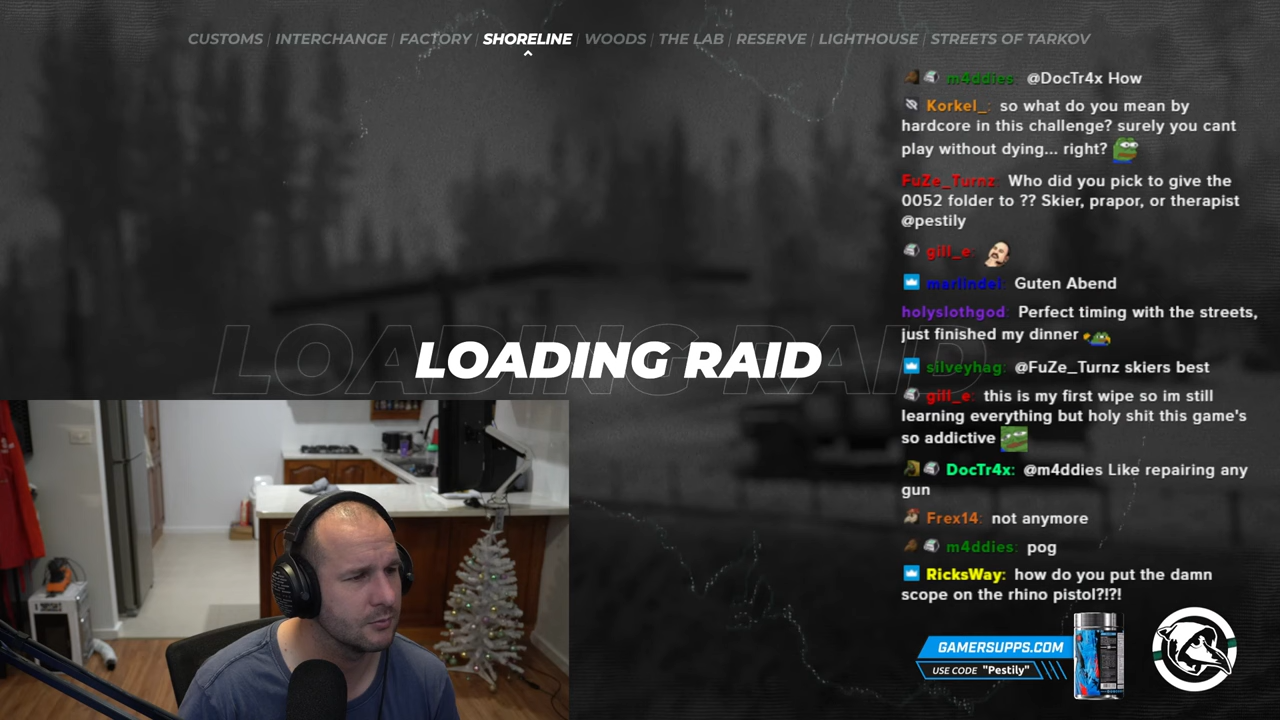 CUSTOMS | INTERCHANGE | FACTORY | SHORELINE | WOODS | THE LAB | RESERVE | LIGHTHOUSE | STREETS OF TARKOV
m4ddies: @DocTr4x How
Korkel_: so what do you mean by
hardcore in this challenge? surely you cant
play without dying... right?
FuZe_Turnz: Who did you pick to give the
0052 folder to ?? Skier, prapor, or therapist
@pestily
gill_e:
marlindel: Guten Abend
holyslothgod: Perfect timing with the streets,
just finished my dinner
LOADING RAID
LOADING RAID
silveyhag: @FuZe_Turnz skiers best
gill_e: this is my first wipe so im still
learning everything but holy shit this game's
so addictive
DocTr4x: @m4ddies Like repairing any
gun
Frex14: not anymore
m4ddies: pog
RicksWay: how do you put the damn
scope on the rhino pistol?!?!
GAMERSUPPS.COM
USE CODE "Pestily"